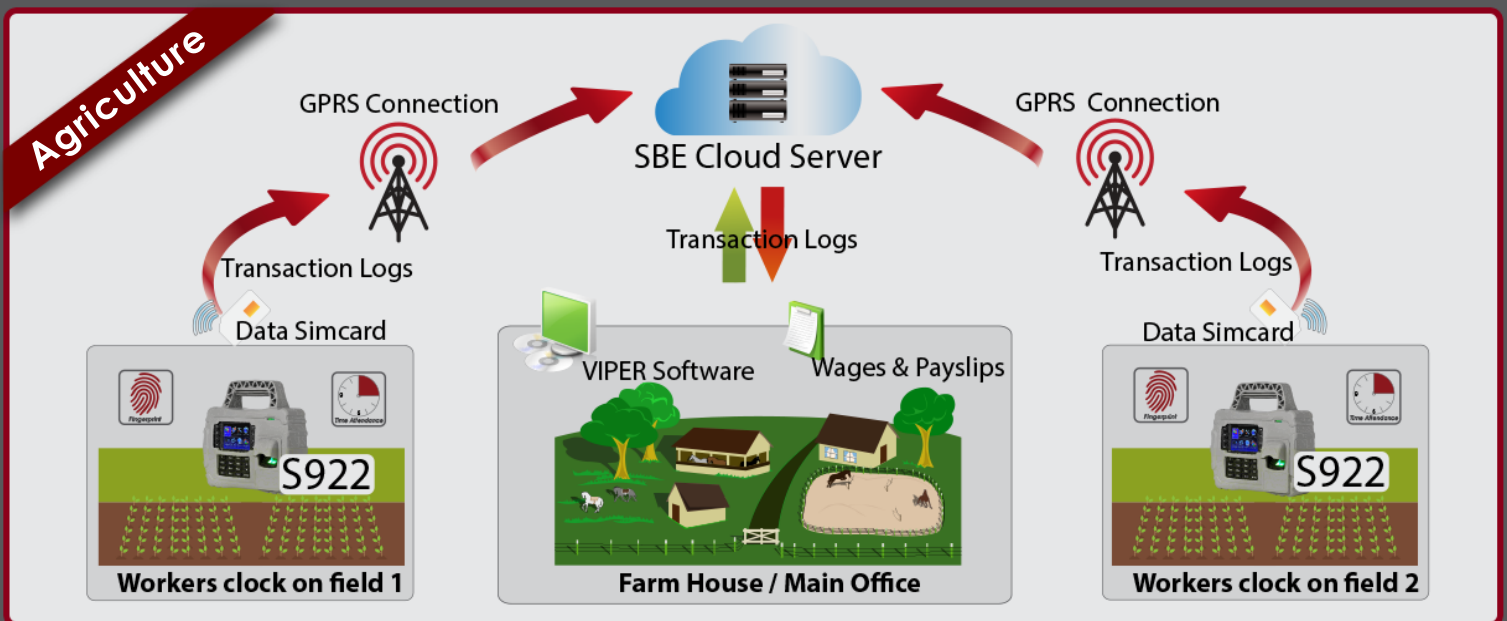 Agriculture
GPRS Connection
SBE Cloud Server
GPRS Connection
Transaction Logs
Transaction Logs
Transaction Logs
Data Simcard
Data Simcard
VIPER Software
Wages & Payslips
Fingerprint
Time Attendance
S922
Fingerprint
Time Attendance
S922
Workers clock on field 1
Farm House / Main Office
Workers clock on field 2